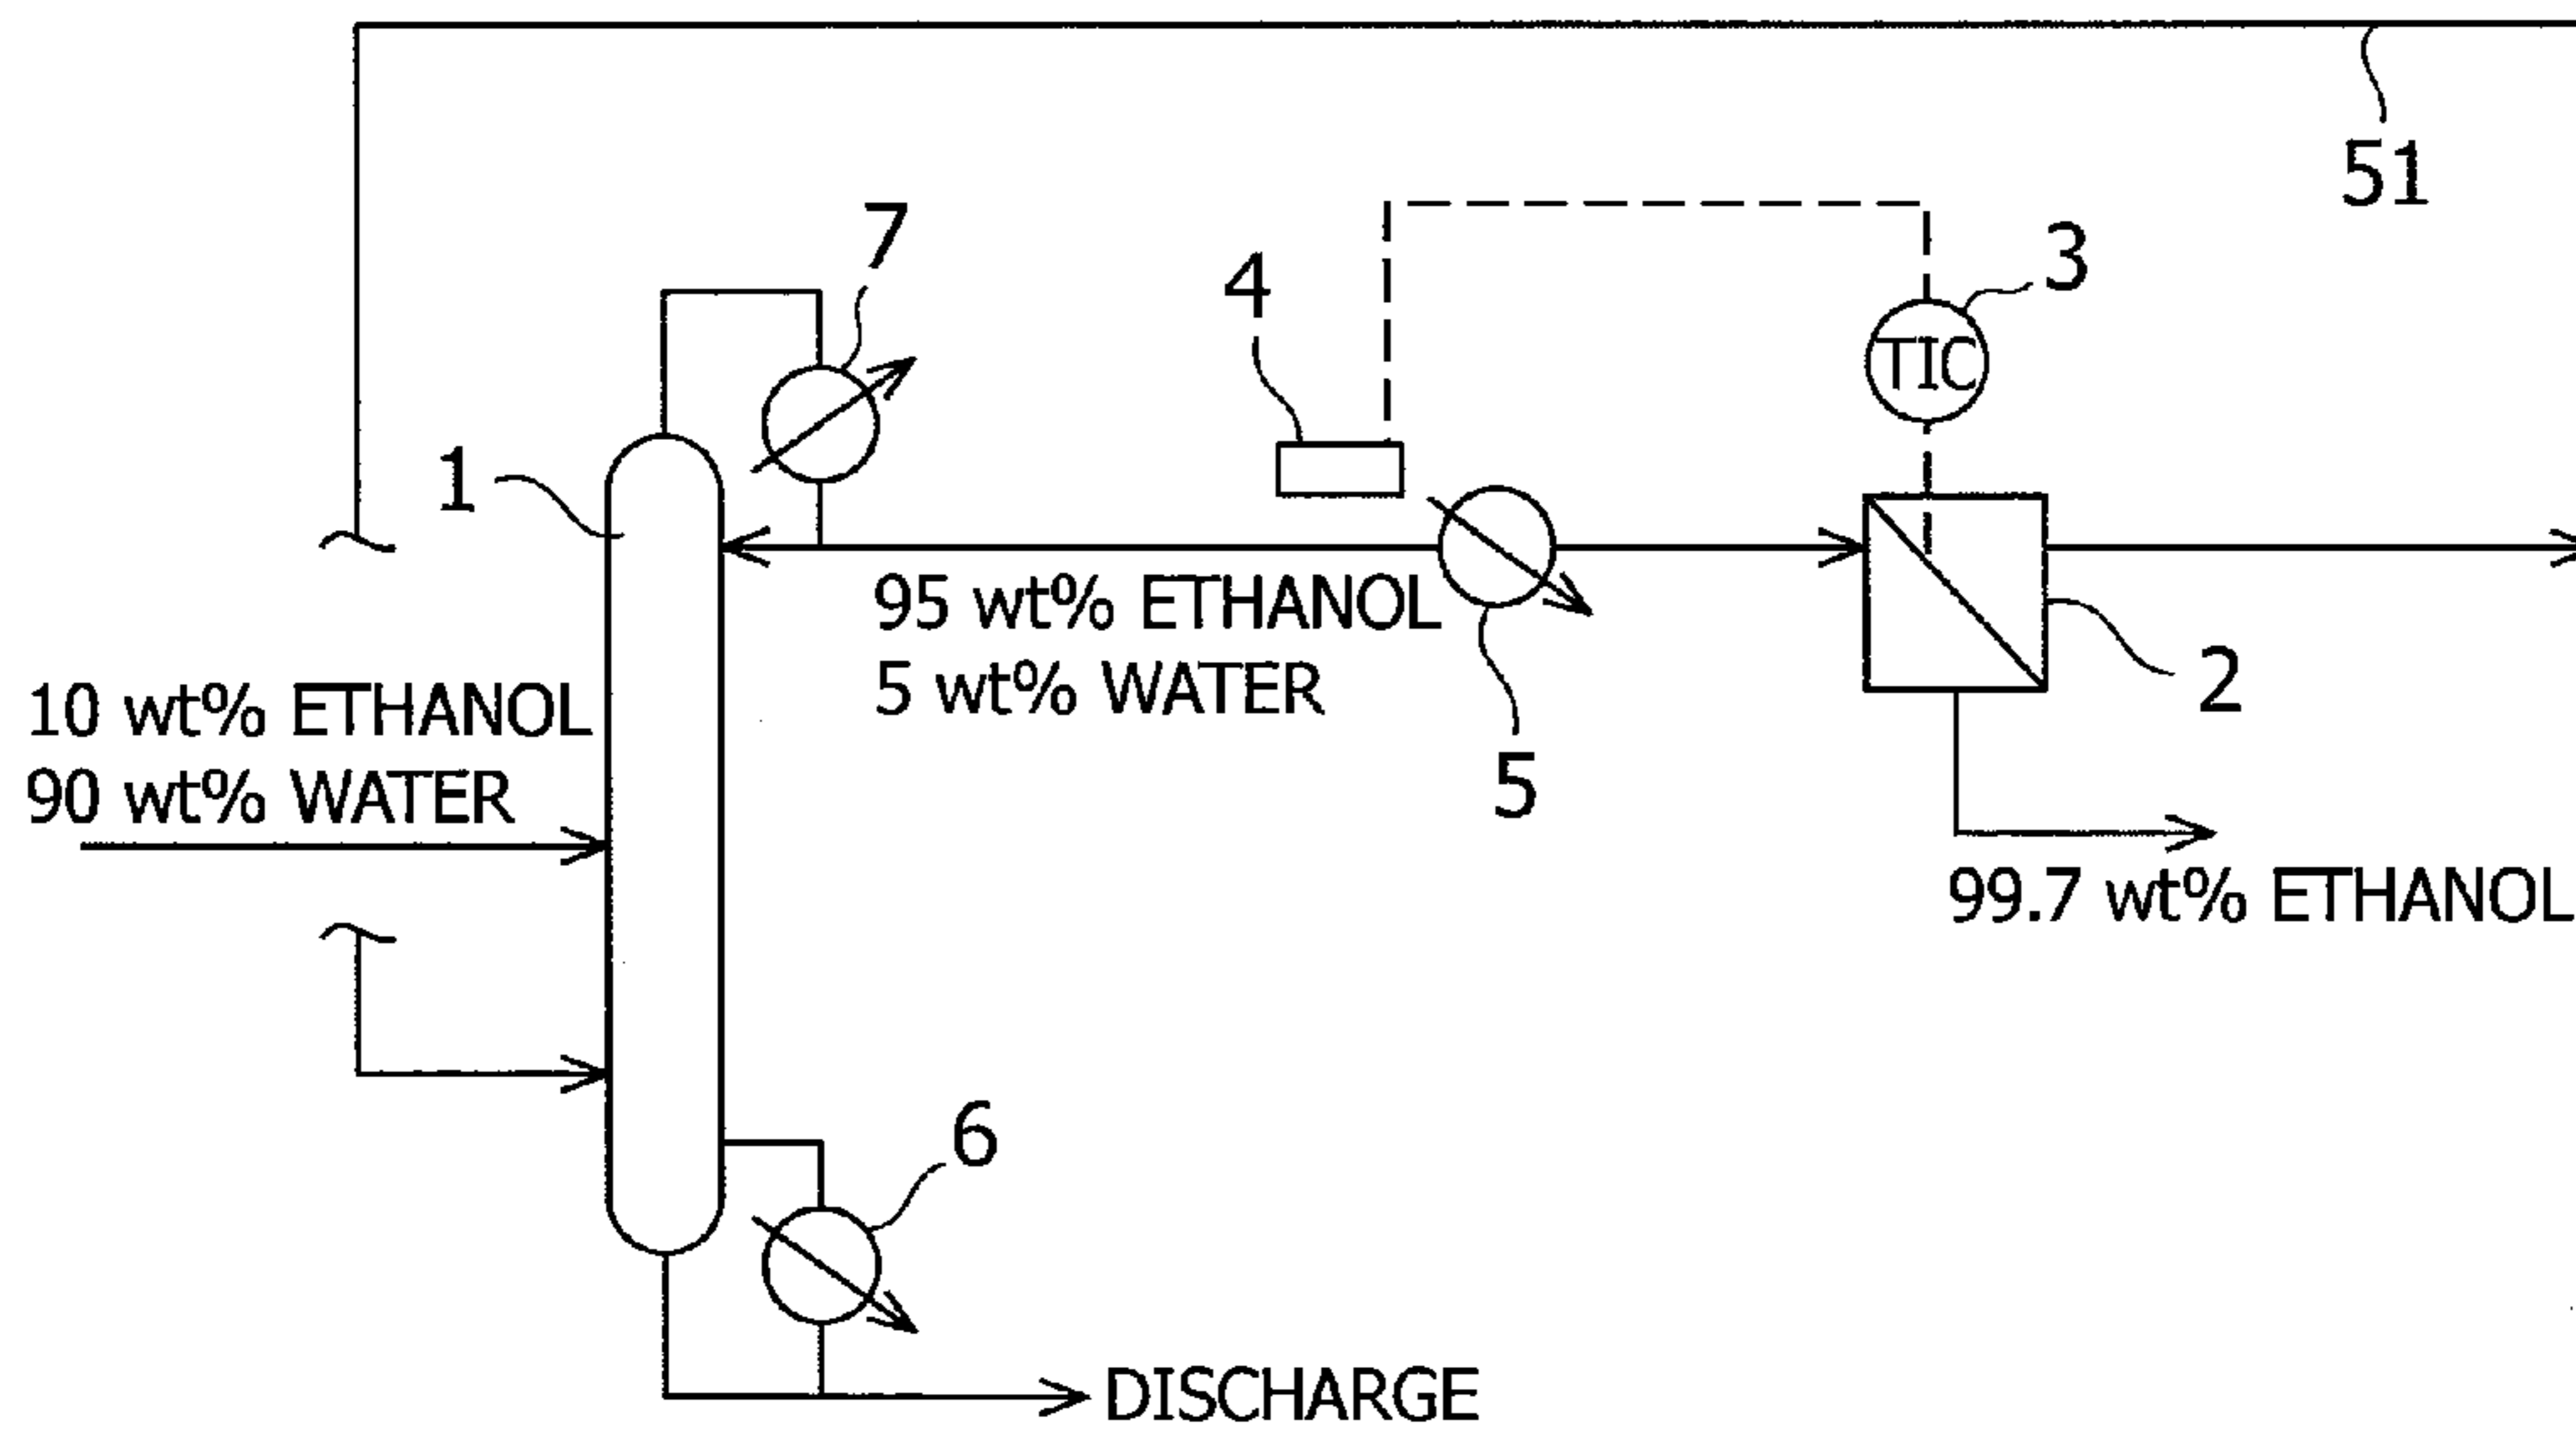 51
7
4
3
TIC
1
95 wt% ETHANOL
5 wt% WATER
10 wt% ETHANOL
90 wt% WATER
2
5
99.7 wt% ETHANOL
6
DISCHARGE